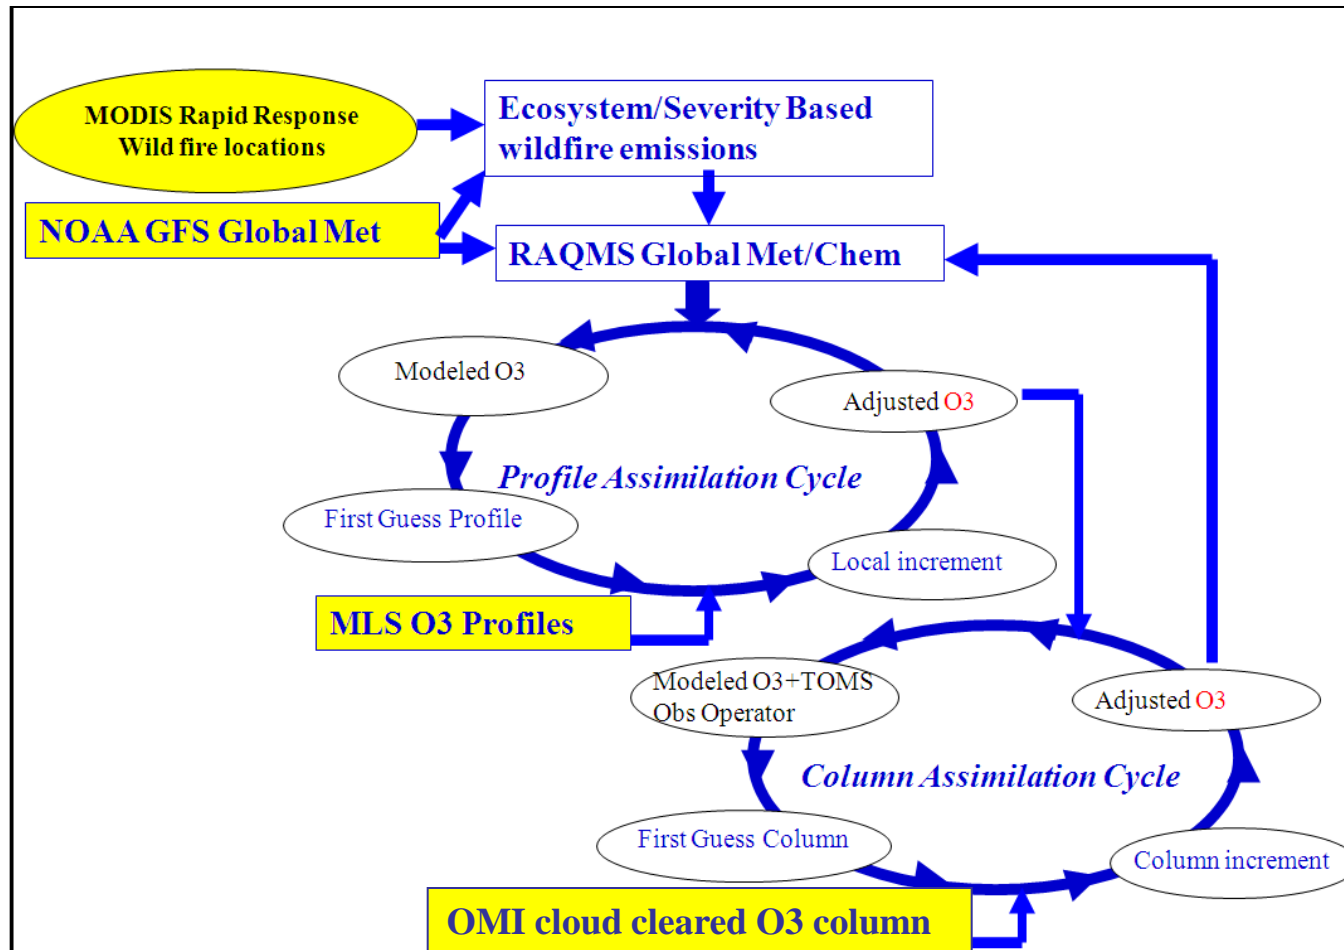 MODIS Rapid Response
Wild fire locations
Ecosystem/Severity Based
wildfire emissions
NOAA GFS Global Met
RAQMS Global Met/Chem
Modeled O3
Adjusted O3
Profile Assimilation Cycle
First Guess Profile
Local increment
MLS O3 Profiles
Modeled O3+TOMS
Obs Operator
Adjusted O3
Column Assimilation Cycle
First Guess Column
Column increment
OMI cloud cleared O3 column